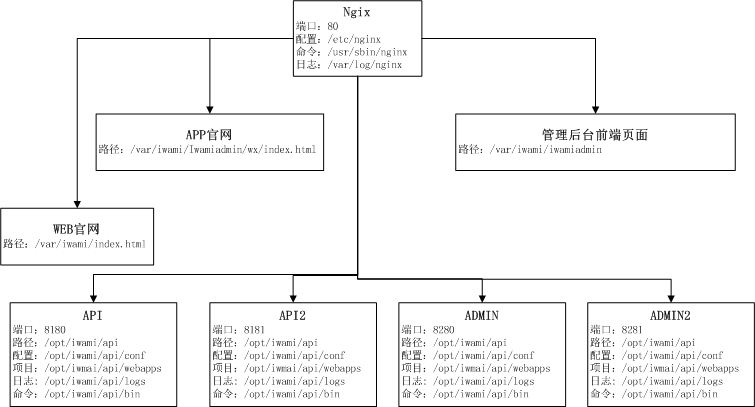 Ngix
端口: 80
配置: /etc/nginx
命令: /usr/sbin/nginx
日志: /var/log/nginx
APP官网
路径: /var/iwami/Iwamiadmin/wx/index.html
管理后台前端页面
路径: /var/iwami/iwamiadmin
WEB官网
路径: /var/iwami/index.html
API
端口: 8180
路径: /opt/iwami/api
配置: /opt/iwami/api/conf
项目: /opt/iwmai/api/webapps
日志: /opt/iwami/api/logs
命令: /opt/iwami/api/bin
API2
端口: 8181
路径: /opt/iwami/api
配置: /opt/iwami/api/conf
项目: /opt/iwmai/api/webapps
日志: /opt/iwami/api/logs
命令: /opt/iwami/api/bin
ADMIN
端口: 8280
路径: /opt/iwami/api
配置: /opt/iwami/api/conf
项目: /opt/iwmai/api/webapps
日志: /opt/iwami/api/logs
命令: /opt/iwami/api/bin
ADMIN2
端口: 8281
路径: /opt/iwami/api
配置: /opt/iwami/api/conf
项目: /opt/iwmai/api/webapps
日志: /opt/iwami/api/logs
命令: /opt/iwami/api/bin